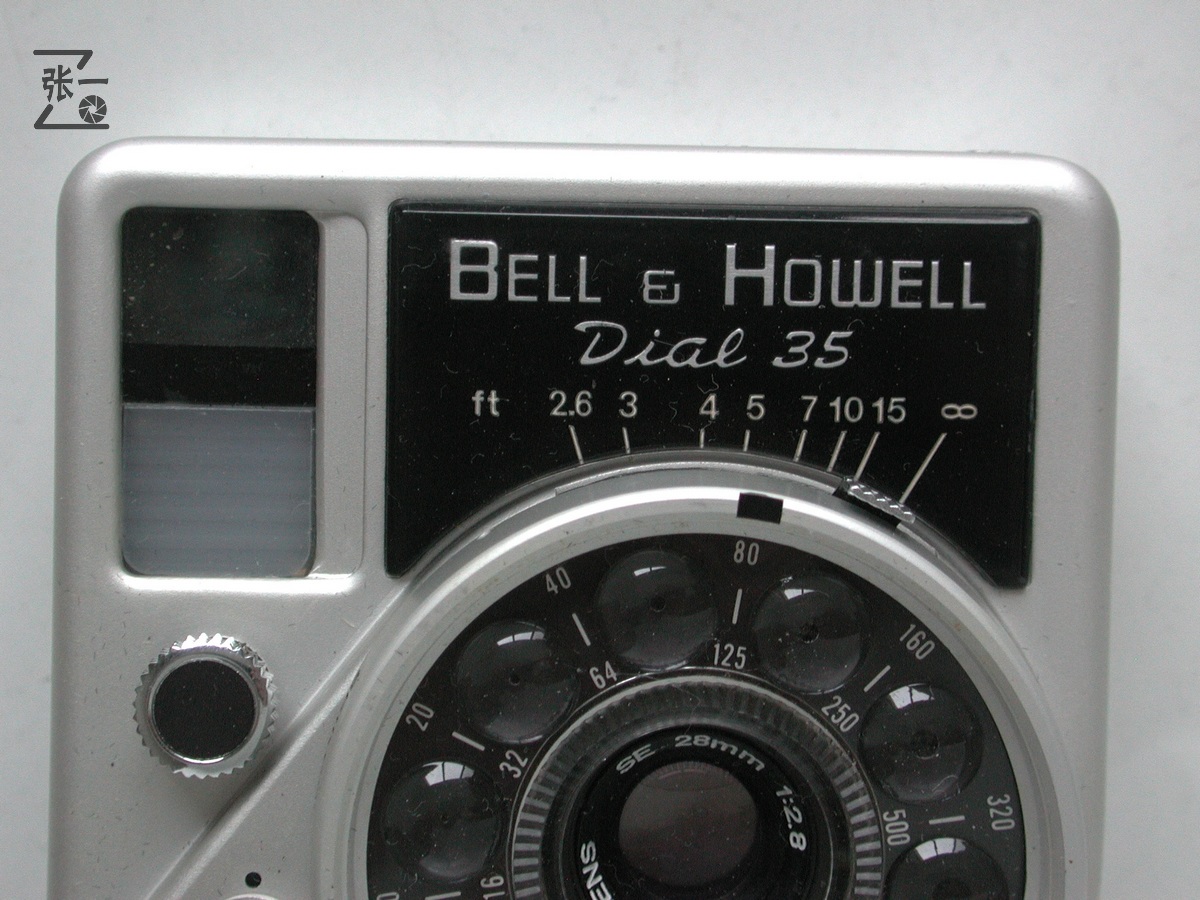 张一
BELL & HOWELL
Dial 35
ft 2.6 3 4 5 7 10 15 ∞
20 40 80 160 320
16 32 64 125 250 500
SE 28mm 1:2.8